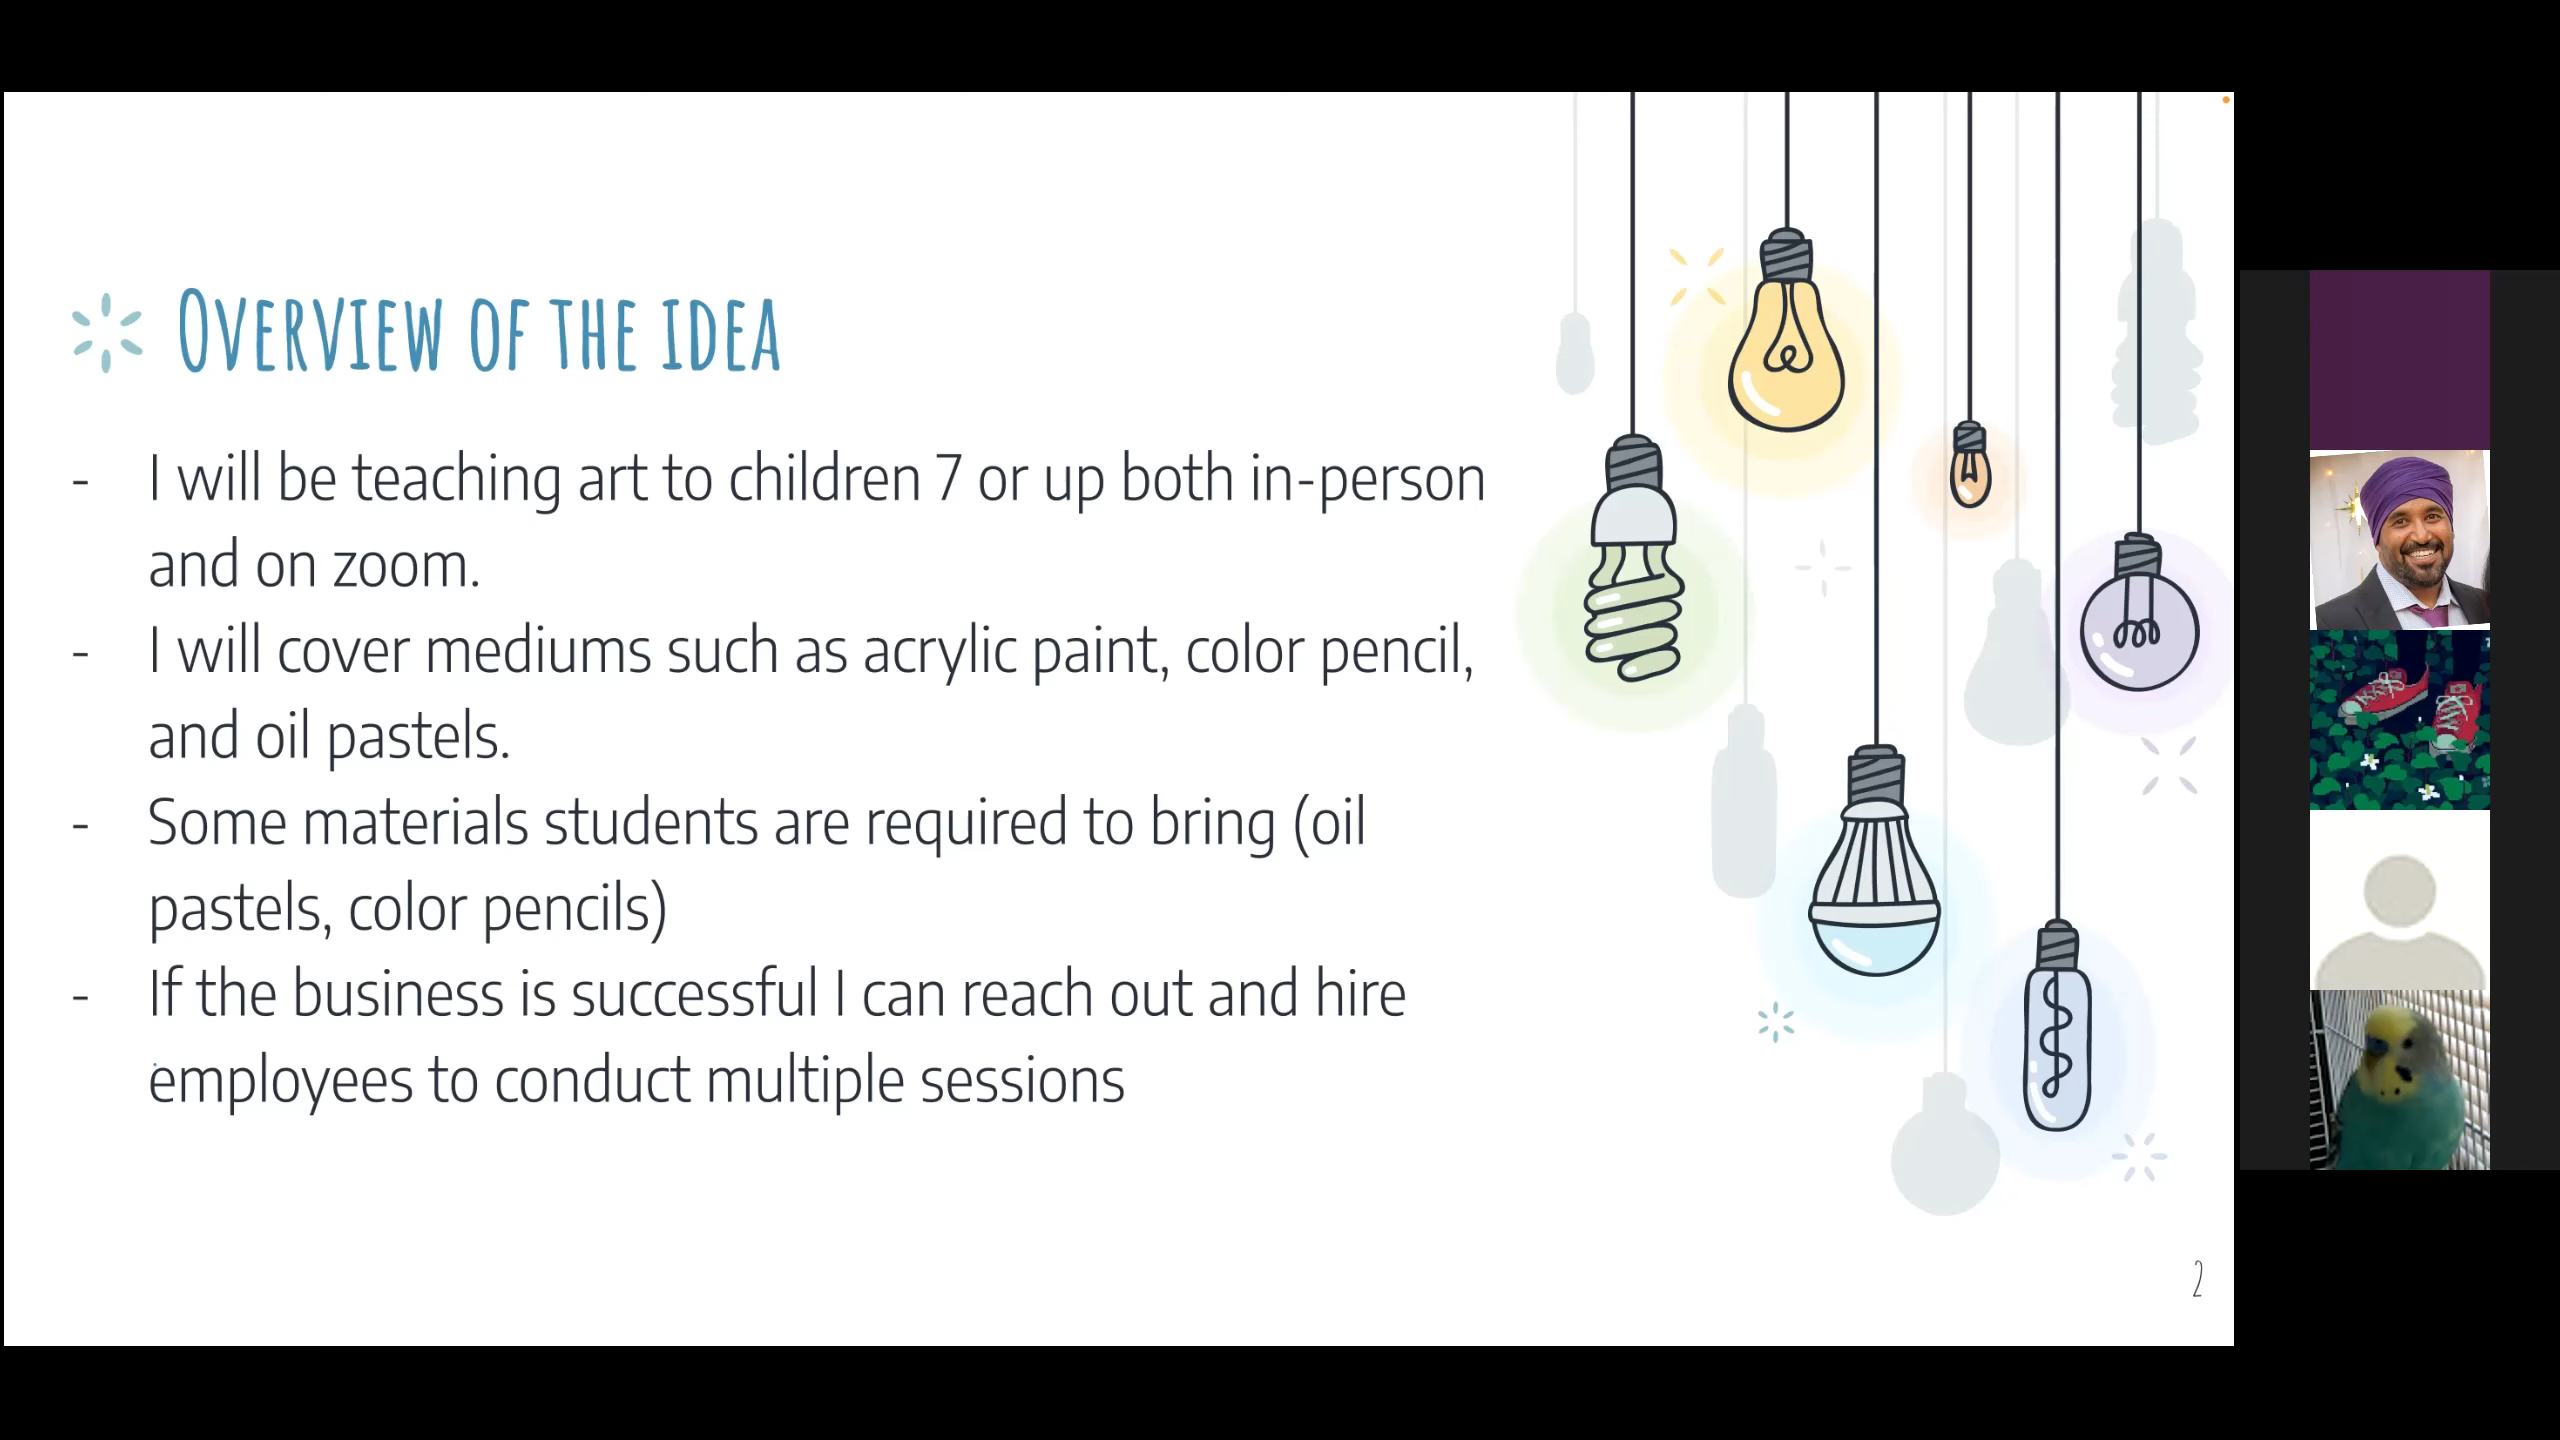 Overview of the idea
- I will be teaching art to children 7 or up both in-person
and on zoom.
- I will cover mediums such as acrylic paint, color pencil,
and oil pastels.
- Some materials students are required to bring (oil
pastels, color pencils)
- If the business is successful I can reach out and hire
employees to conduct multiple sessions
2